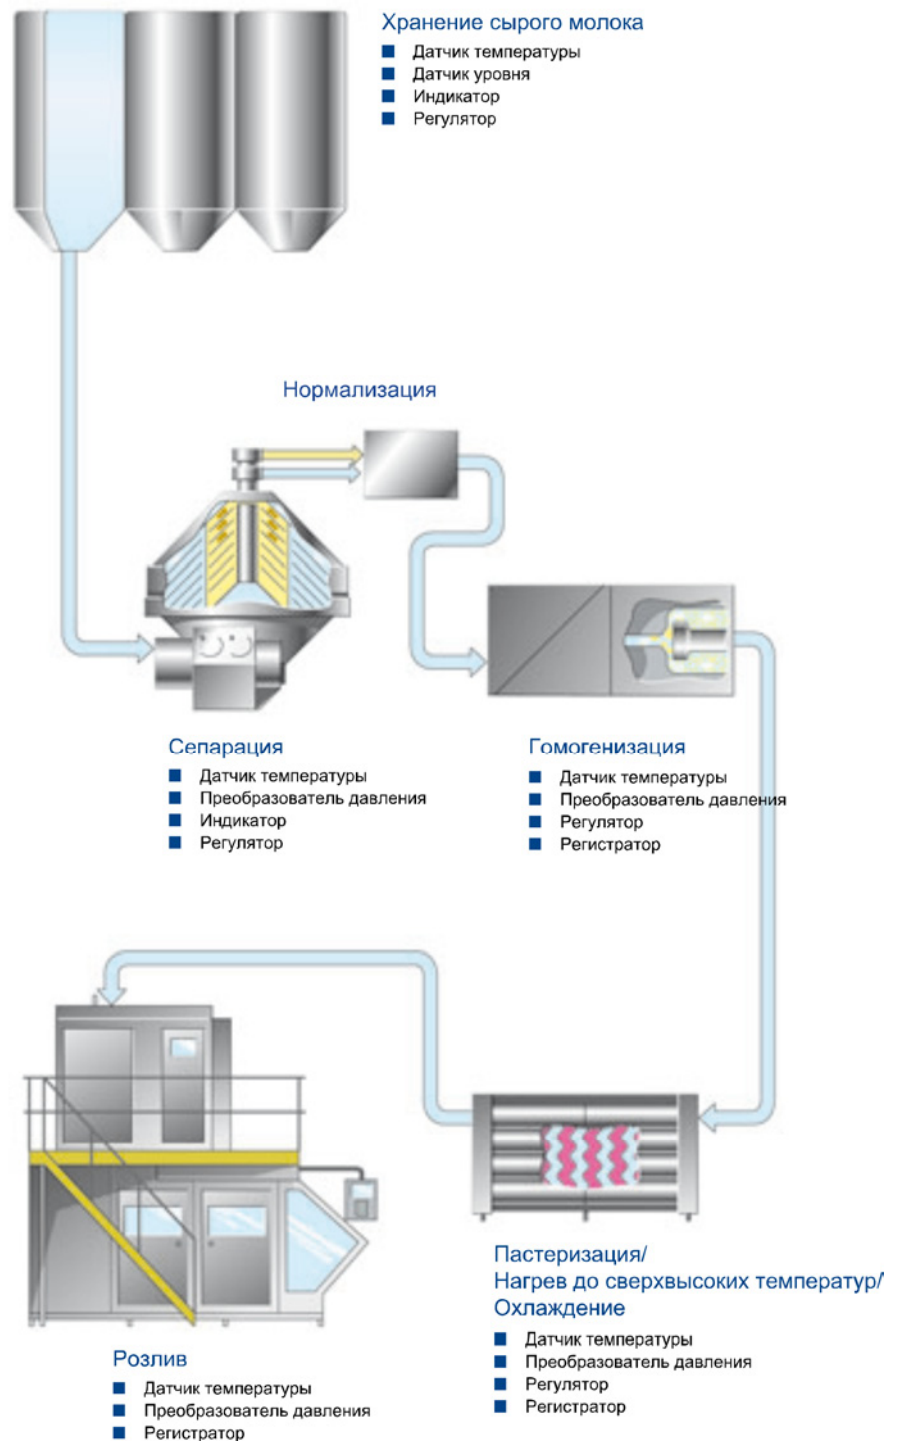 Хранение сырого молока
Датчик температуры
Датчик уровня
Индикатор
Регулятор
Нормализация
Сепарация
Датчик температуры
Преобразователь давления
Индикатор
Регулятор
Гомогенизация
Датчик температуры
Преобразователь давления
Регулятор
Регистратор
Пастеризация/
Нагрев до сверхвысоких температур/
Охлаждение
Датчик температуры
Преобразователь давления
Регулятор
Регистратор
Розлив
Датчик температуры
Преобразователь давления
Регистратор